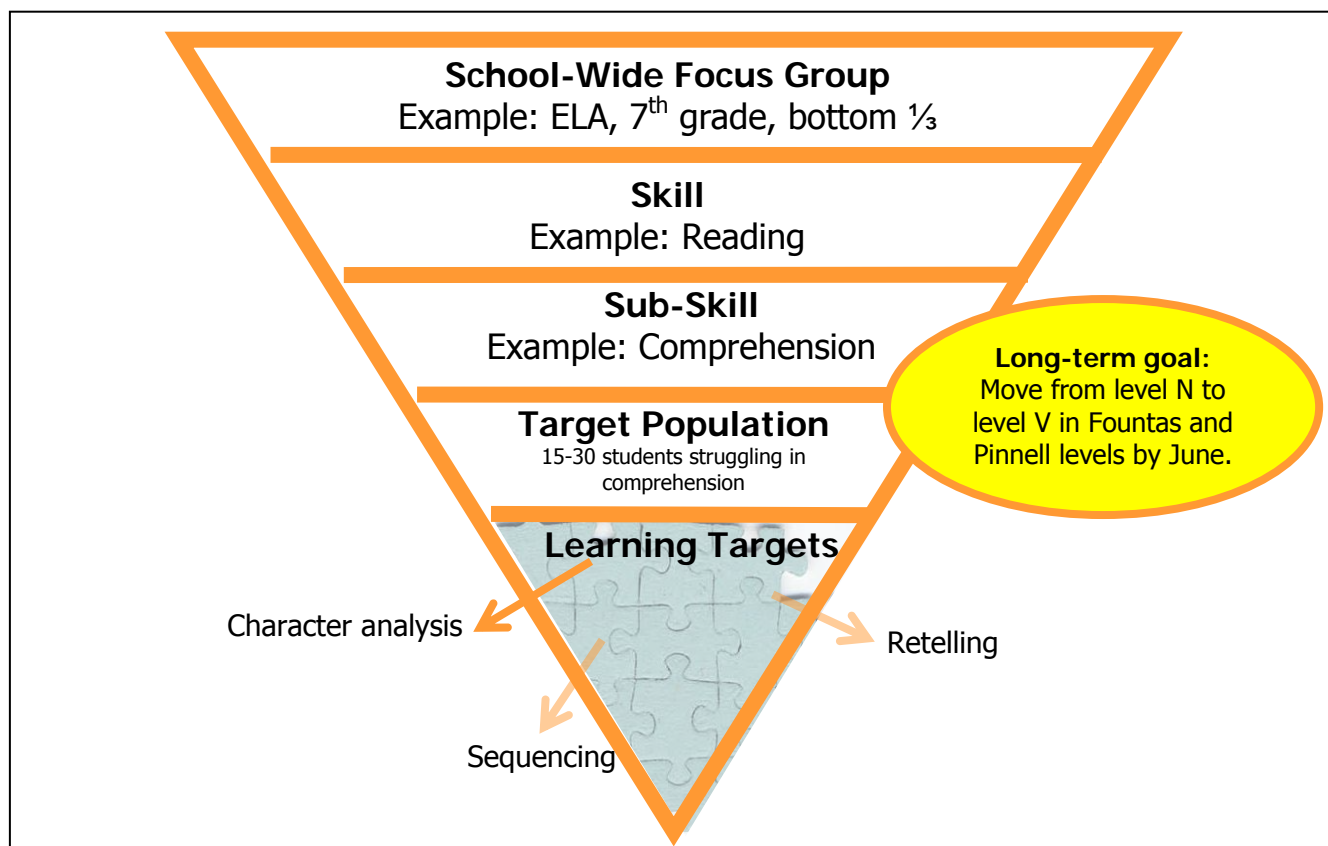 School-Wide Focus Group
Example: ELA, 7th grade, bottom ⅓
Skill
Example: Reading
Sub-Skill
Example: Comprehension
Long-term goal:
Move from level N to
level V in Fountas and
Pinnell levels by June.
Target Population
15-30 students struggling in
comprehension
Learning Targets
Character analysis
Retelling
Sequencing